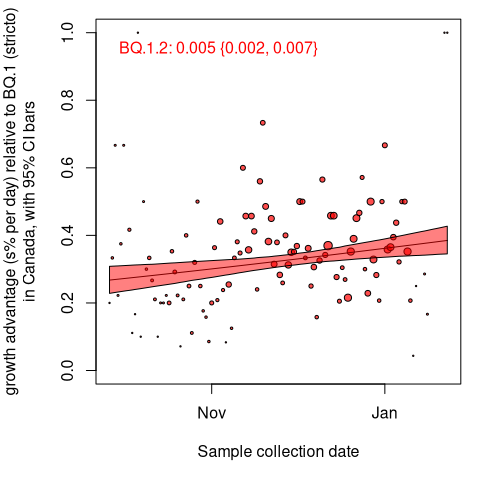 growth advantage (s% per day) relative to BQ.1 (stricto)
in Canada, with 95% CI bars
BQ.1.2: 0.005 {0.002, 0.007}
1.0
0.8
0.6
0.4
0.2
0.0
Nov
Jan
Sample collection date